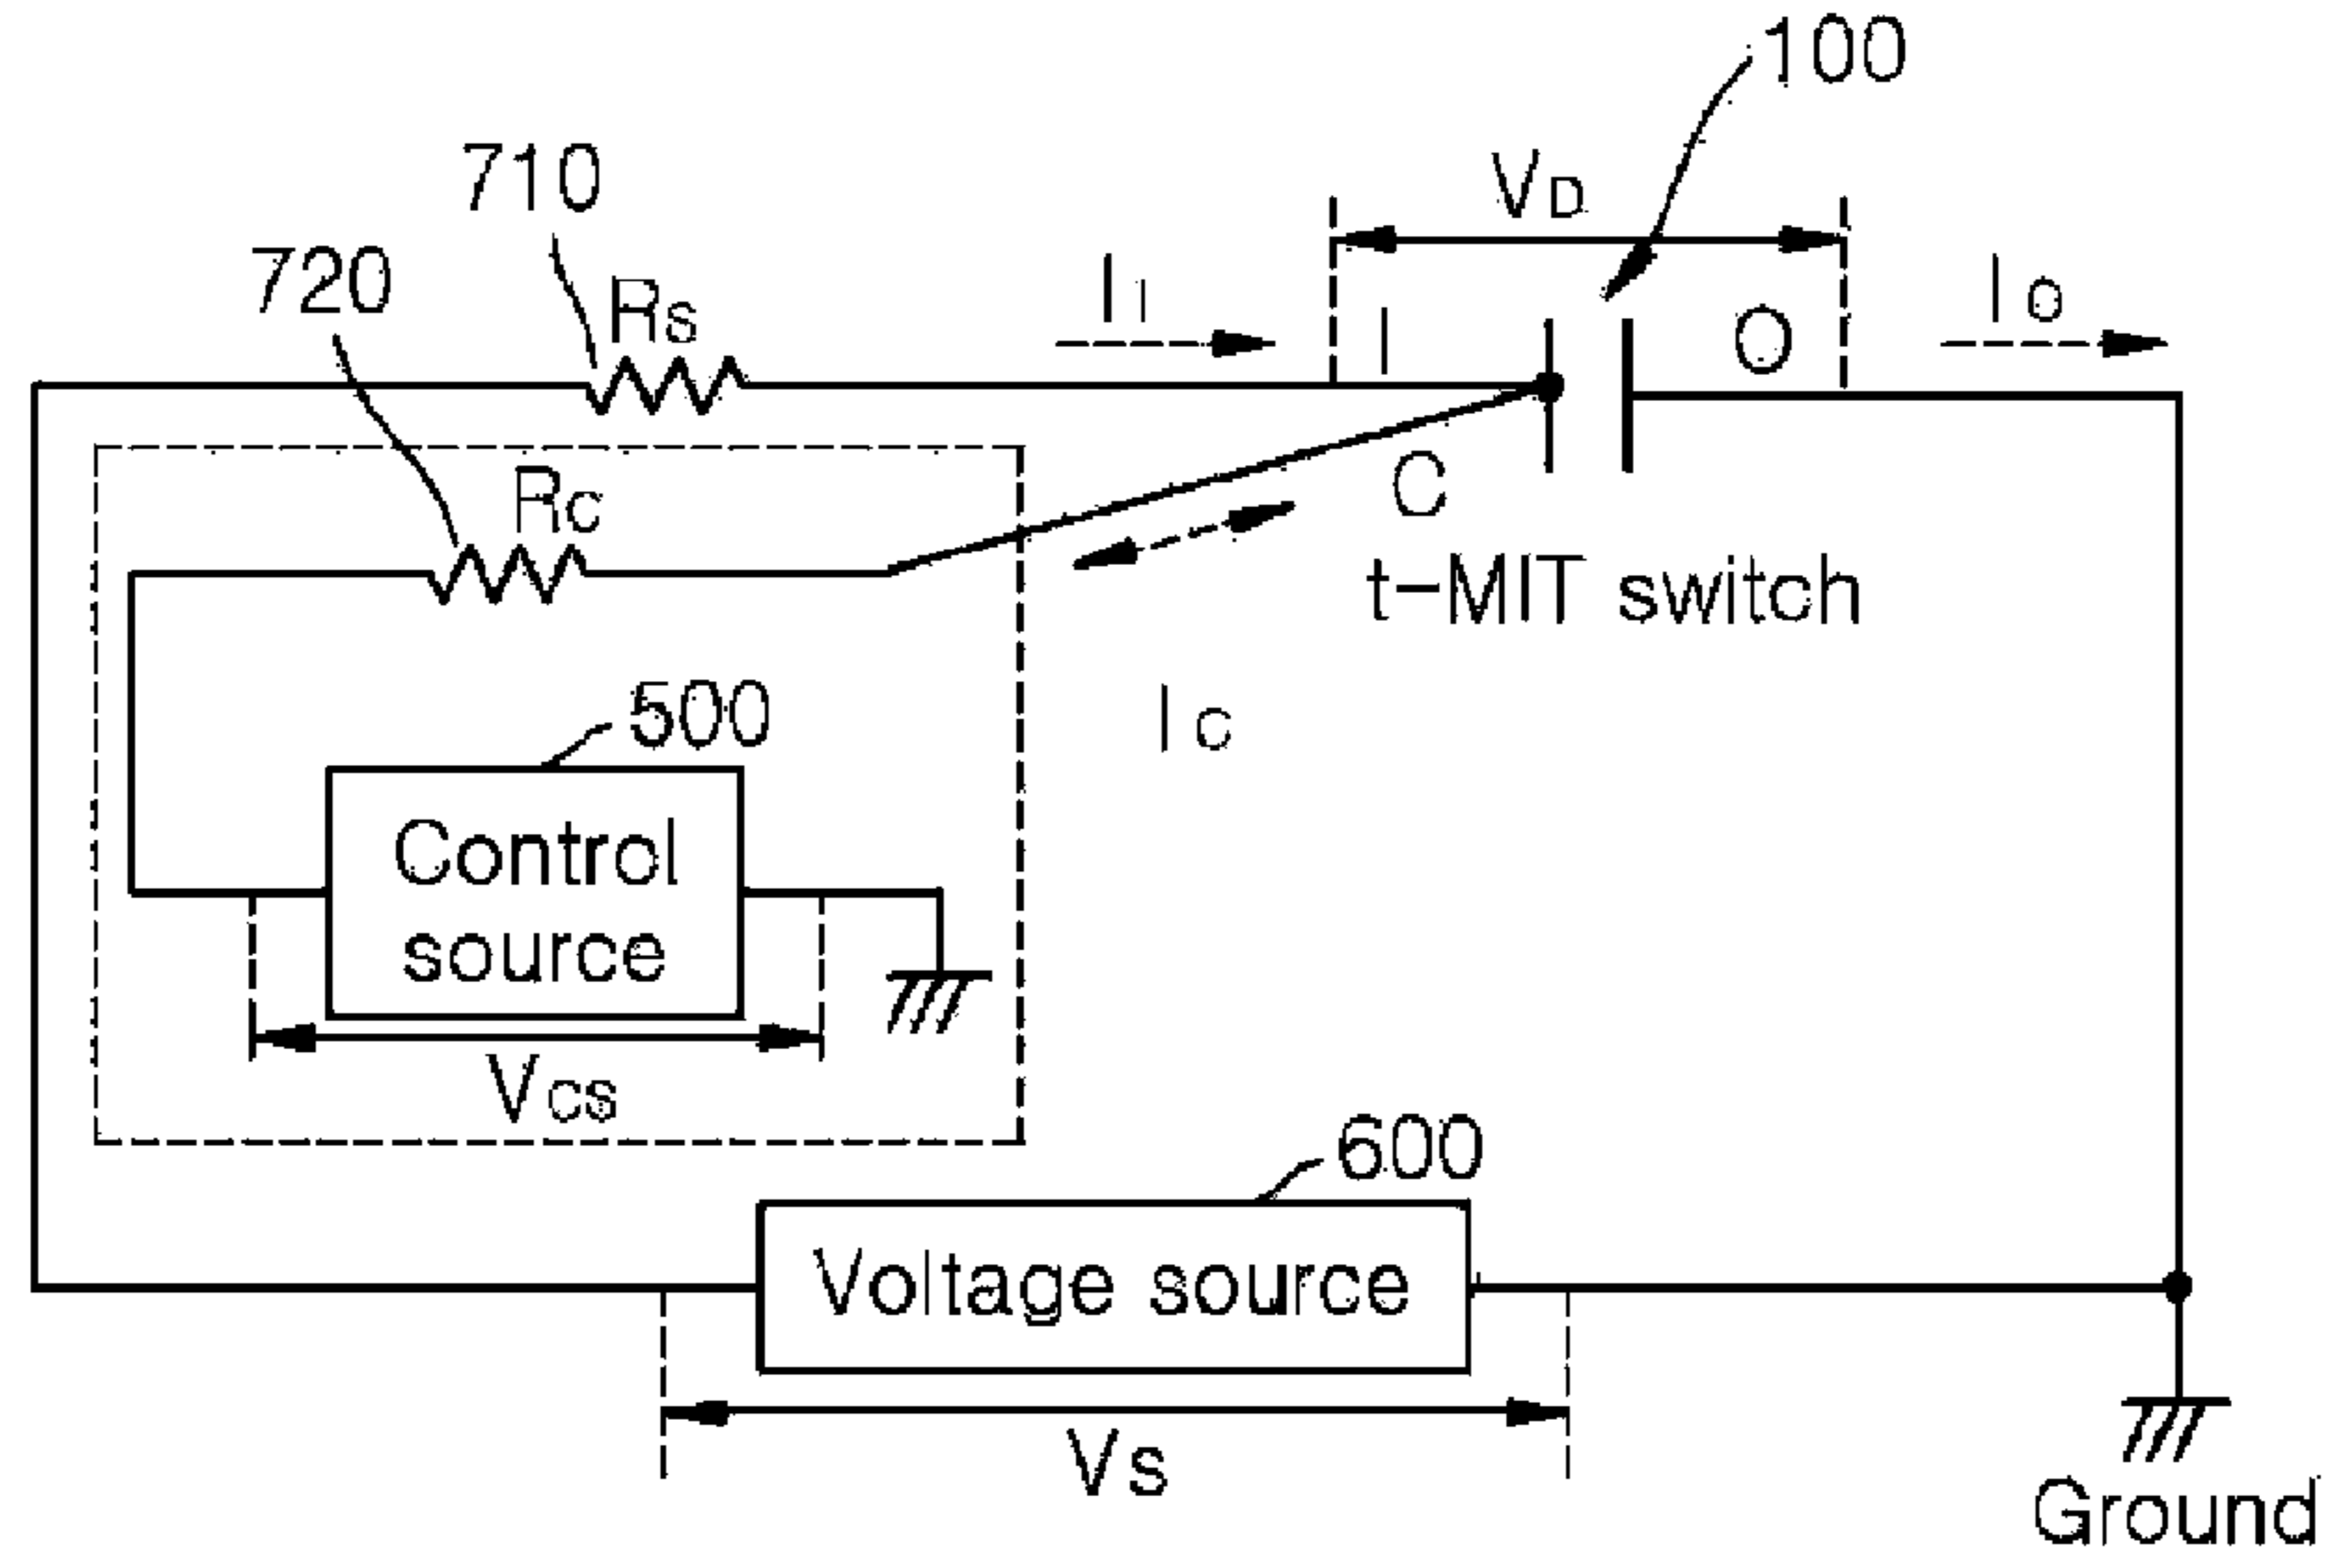 100
710
VD
720
RS
II
I
O
IO
RC
C
t-MIT switch
500
IC
Control
source
VCS
600
Voltage source
VS
Ground